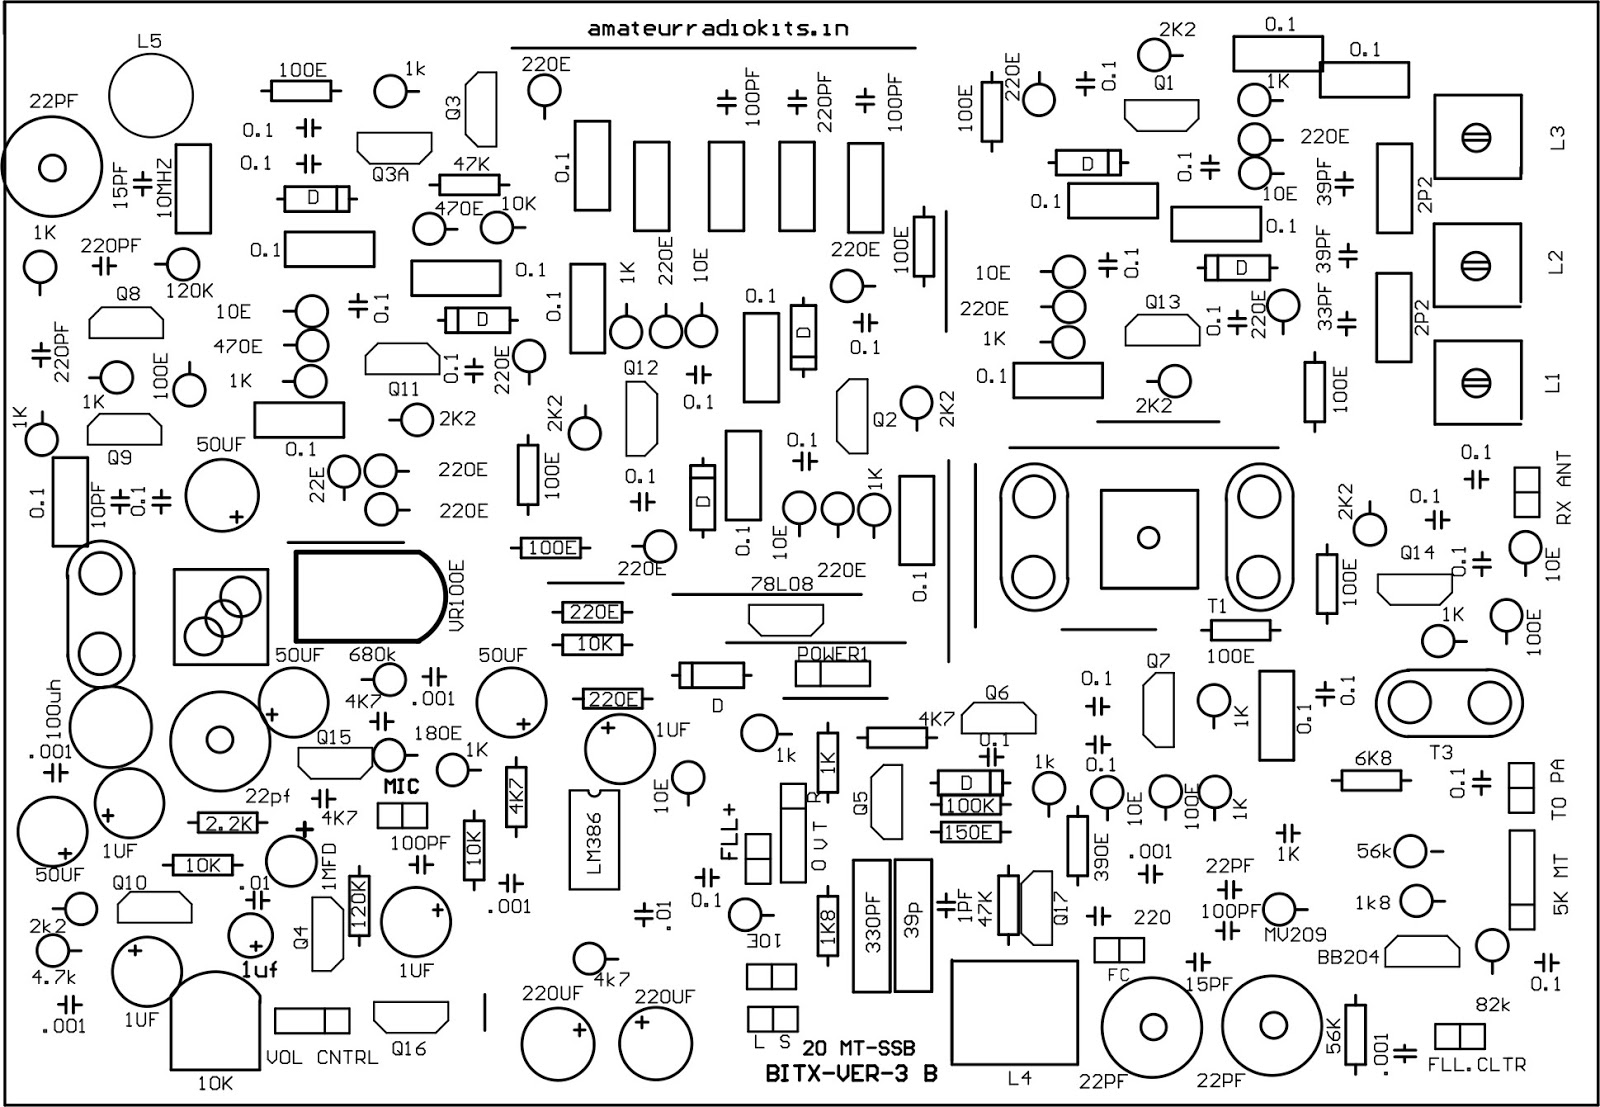 amateurradiokits.in
L5
22PF
100E
1k
Q3
220E
0.1
0.1
Q3A
47K
15PF
10MHZ
D
470E
10K
0.1
100PF
220PF
100PF
2K2
0.1
0.1
220E
0.1
Q1
1K
100E
220E
D
0.1
10E
39PF
2P2
L3
0.1
0.1
1K
220PF
120K
0.1
0.1
0.1
1K
220E
10E
220E
100E
10E
0.1
D
39PF
L2
Q8
10E
0.1
D
0.1
D
0.1
220E
Q13
0.1
220E
33PF
2P2
220PF
470E
Q11
0.1
220E
Q12
1K
1K
100E
1K
0.1
2K2
2K2
0.1
Q2
2K2
0.1
2K2
100E
L1
1K
Q9
50UF
0.1
22E
220E
100E
0.1
0.1
1K
0.1
RX ANT
0.1
10PF
0.1
220E
D
0.1
10E
220E
0.1
2K2
0.1
Q14
0.1
10E
100E
220E
78L08
VR100E
220E
10K
T1
100E
100E
1K
100E
50UF
680k
50UF
POWER1
Q7
100uh
4K7
.001
220E
D
Q6
0.1
1K
0.1
0.1
T3
.001
Q15
180E
1K
1UF
1k
1K
4K7
0.1
1k
0.1
6K8
0.1
TO PA
22pf
MIC
4K7
10E
R
Q5
D
100K
10E
100E
1K
2.2K
4K7
150E
1UF
10K
100PF
10K
LM386
FLL+
O V T
390E
.001
1K
56k
50UF
Q10
.01
1MFD
120K
.001
0.1
330PF
39p
1PF
47K
Q17
22PF
5K MT
2k2
1uf
Q4
1UF
.01
10E
1K8
220
100PF
MV209
1k8
4.7k
4k7
FC
BB204
.001
1UF
220UF
220UF
15PF
0.1
82k
VOL CNTRL
Q16
L S
20 MT-SSB
56K
.001
FLL.CLTR
10K
BITX-VER-3 B
L4
22PF
22PF